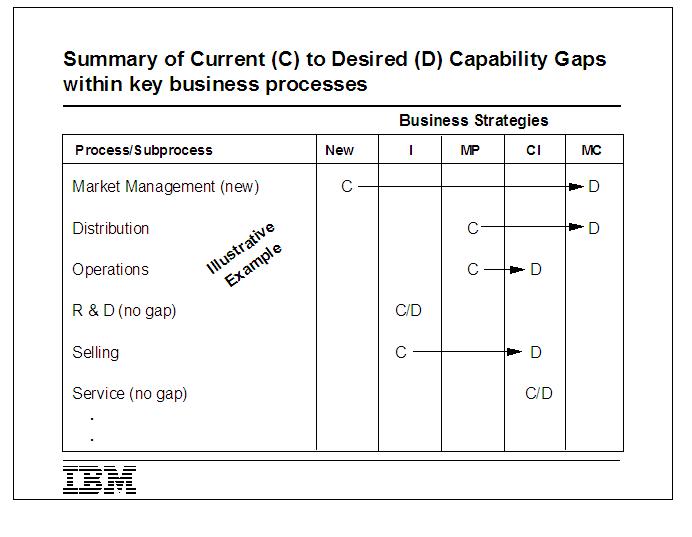 Summary of Current (C) to Desired (D) Capability Gaps
within key business processes
Business Strategies
Process/Subprocess New I MP CI MC
Market Management (new) C D
Distribution C D
Illustrative
Example
Operations C D
R & D (no gap) C/D
Selling C D
Service (no gap) C/D
.
.
IBM